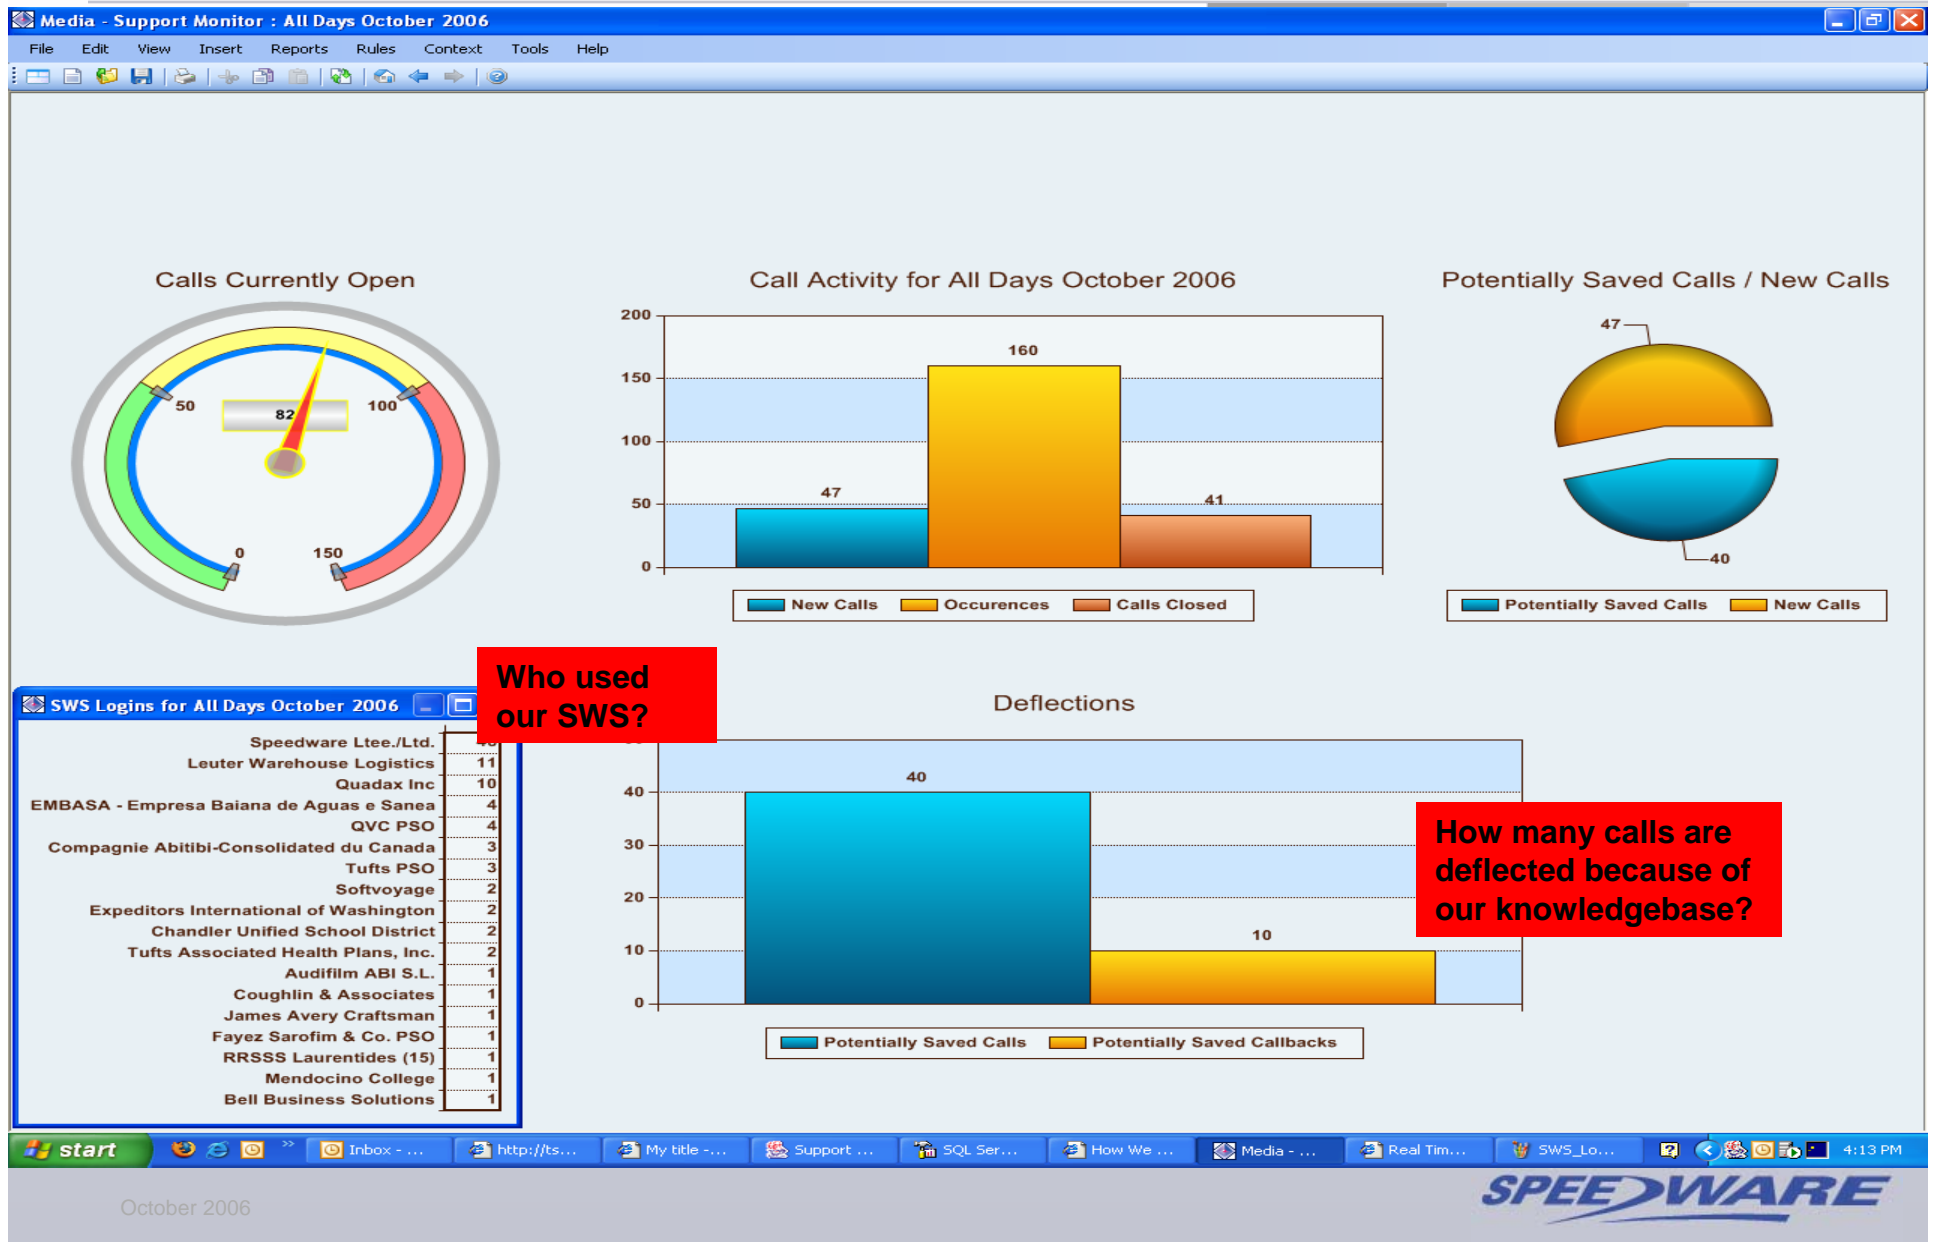 Media - Support Monitor : All Days October 2006
File Edit View Insert Reports Rules Context Tools Help
Calls Currently Open
50
82
100
0
150
Call Activity for All Days October 2006
200
150
100
50
0
47
160
41
New Calls Occurences Calls Closed
Potentially Saved Calls / New Calls
47
40
Potentially Saved Calls New Calls
Who used
our SWS?
SWS Logins for All Days October 2006
Speedware Ltee./Ltd.
Leuter Warehouse Logistics 11
Quadax Inc 10
EMBASA - Empresa Baiana de Aguas e Sanea 4
QVC PSO 4
Compagnie Abitibi-Consolidated du Canada 3
Tufts PSO 3
Softvoyage 2
Expeditors International of Washington 2
Chandler Unified School District 2
Tufts Associated Health Plans, Inc. 2
Audifilm ABI S.L. 1
Coughlin & Associates 1
James Avery Craftsman 1
Fayez Sarofim & Co. PSO 1
RRSSS Laurentides (15) 1
Mendocino College 1
Bell Business Solutions 1
Deflections
40
30
20
10
0
40
10
Potentially Saved Calls Potentially Saved Callbacks
How many calls are
deflected because of
our knowledgebase?
start Inbox - ... http://ts... My title -... Support ... SQL Ser... How We ... Media - ... Real Tim... SWS_Lo... 4:13 PM
October 2006
SPEEDWARE